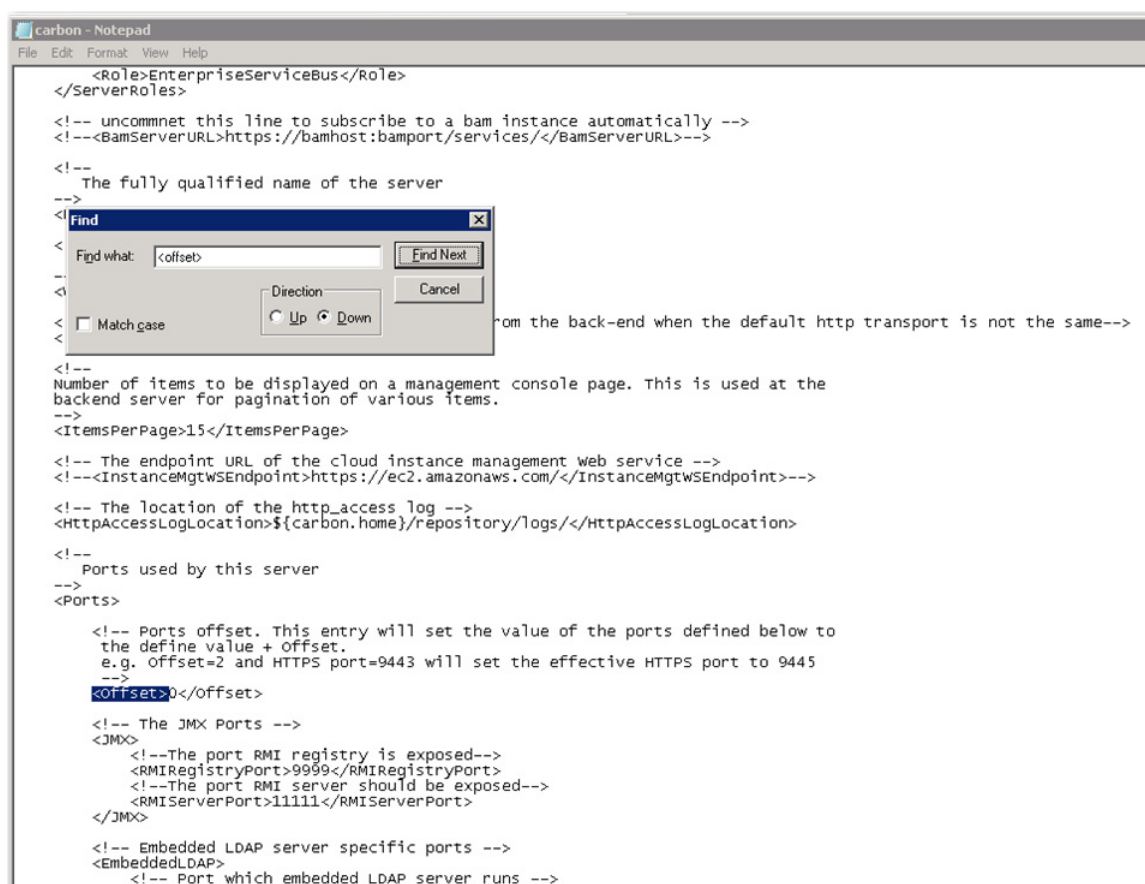 carbon - Notepad
File Edit Format View Help
<Role>EnterpriseServiceBus</Role>
</ServerRoles>
<!-- uncommnet this line to subscribe to a bam instance automatically -->
<!--<BamServerURL>https://bamhost:bamport/services/</BamServerURL>-->
<!--
The fully qualified name of the server
-->
Find
Find what:
<offset>
Find Next
Cancel
Direction
Up
Down
Match case
rom the back-end when the default http transport is not the same-->
<!--
Number of items to be displayed on a management console page. This is used at the
backend server for pagination of various items.
-->
<ItemsPerPage>15</ItemsPerPage>
<!-- The endpoint URL of the cloud instance management Web service -->
<!--<InstanceMgtWSEndpoint>https://ec2.amazonaws.com/</InstanceMgtWSEndpoint>-->
<!-- The location of the http_access log -->
<HttpAccessLogLocation>${carbon.home}/repository/logs/</HttpAccessLogLocation>
<!--
Ports used by this server
-->
<Ports>
<!-- Ports offset. This entry will set the value of the ports defined below to
the define value + Offset.
e.g. Offset=2 and HTTPS port=9443 will set the effective HTTPS port to 9445
-->
<Offset>0</Offset>
<!-- The JMX Ports -->
<JMX>
<!--The port RMI registry is exposed-->
<RMIRegistryPort>9999</RMIRegistryPort>
<!--The port RMI server should be exposed-->
<RMIServerPort>11111</RMIServerPort>
</JMX>
<!-- Embedded LDAP server specific ports -->
<EmbeddedLDAP>
<!-- Port which embedded LDAP server runs -->